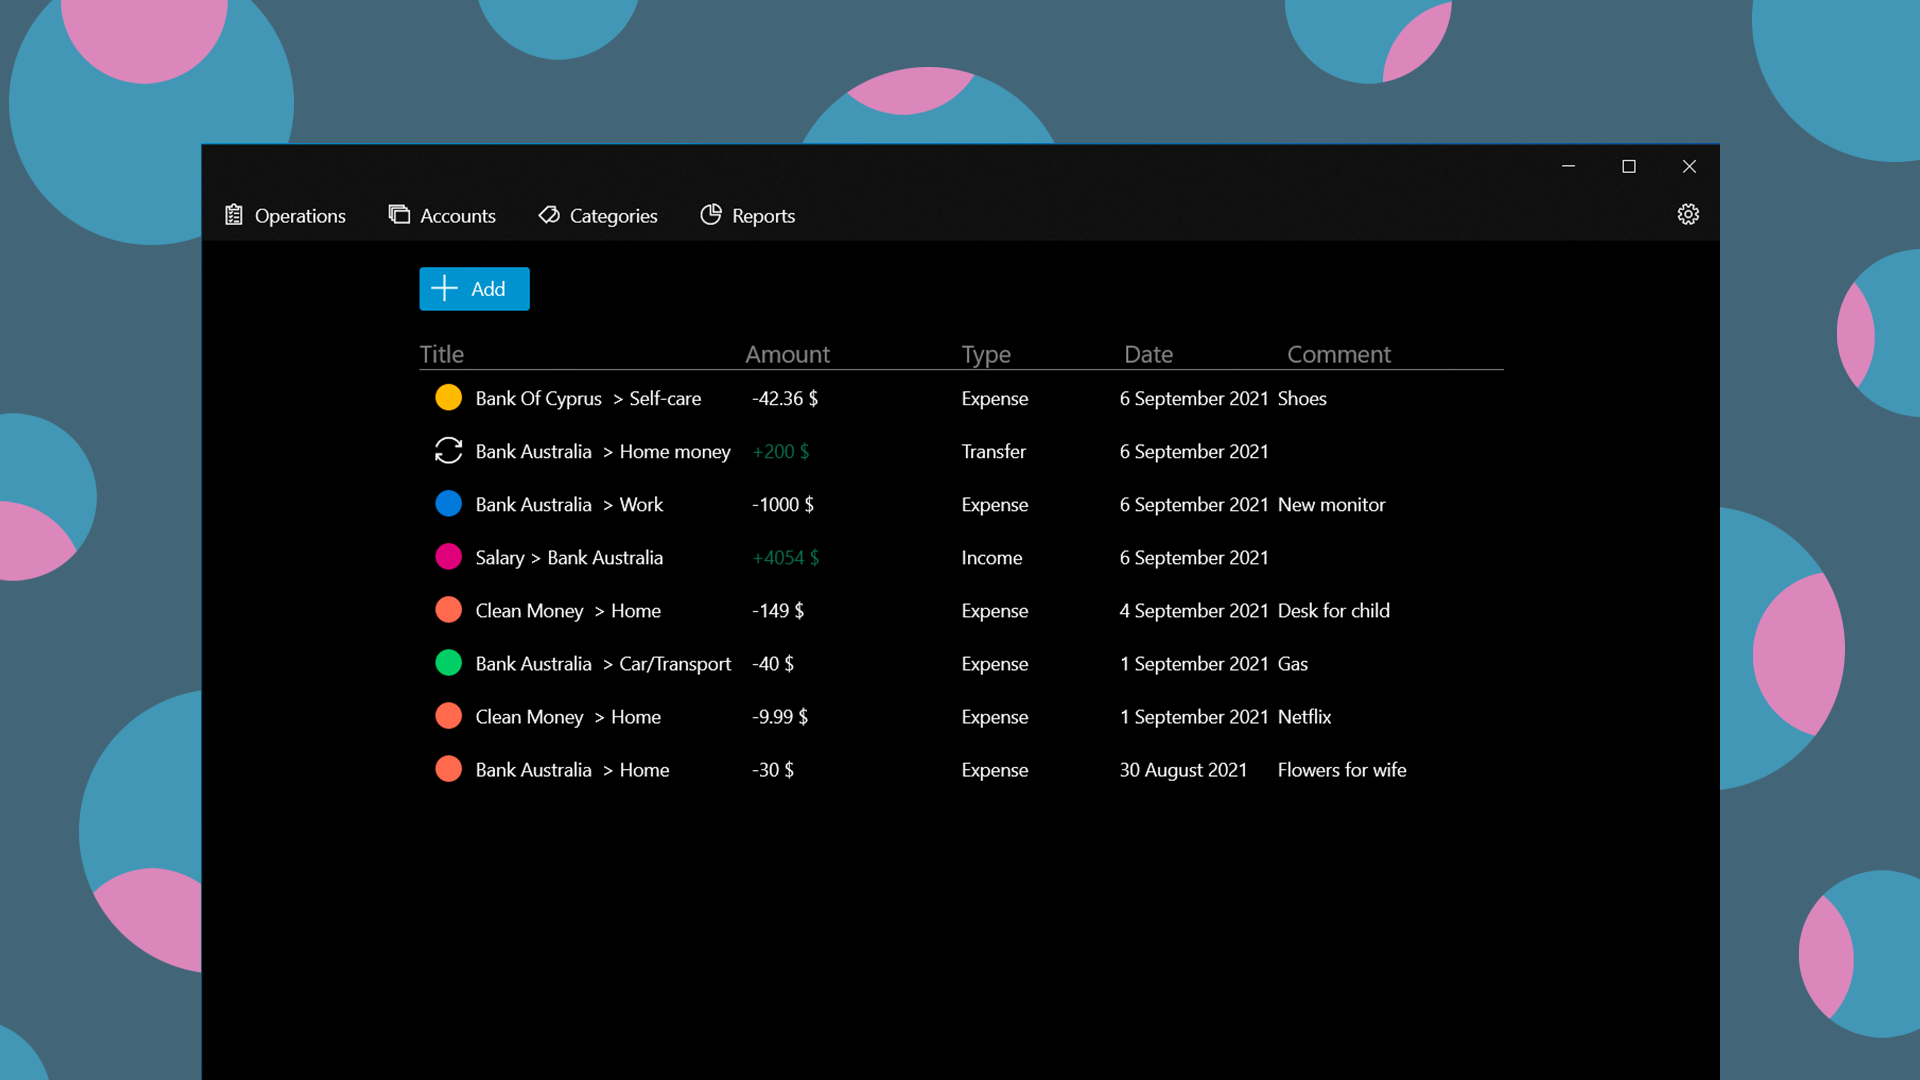 Operations Accounts Categories Reports
Add
Title Amount Type Date Comment
Bank Of Cyprus > Self-care -42.36 $ Expense 6 September 2021 Shoes
Bank Australia > Home money +200 $ Transfer 6 September 2021
Bank Australia > Work -1000 $ Expense 6 September 2021 New monitor
Salary > Bank Australia +4054 $ Income 6 September 2021
Clean Money > Home -149 $ Expense 4 September 2021 Desk for child
Bank Australia > Car/Transport -40 $ Expense 1 September 2021 Gas
Clean Money > Home -9.99 $ Expense 1 September 2021 Netflix
Bank Australia > Home -30 $ Expense 30 August 2021 Flowers for wife